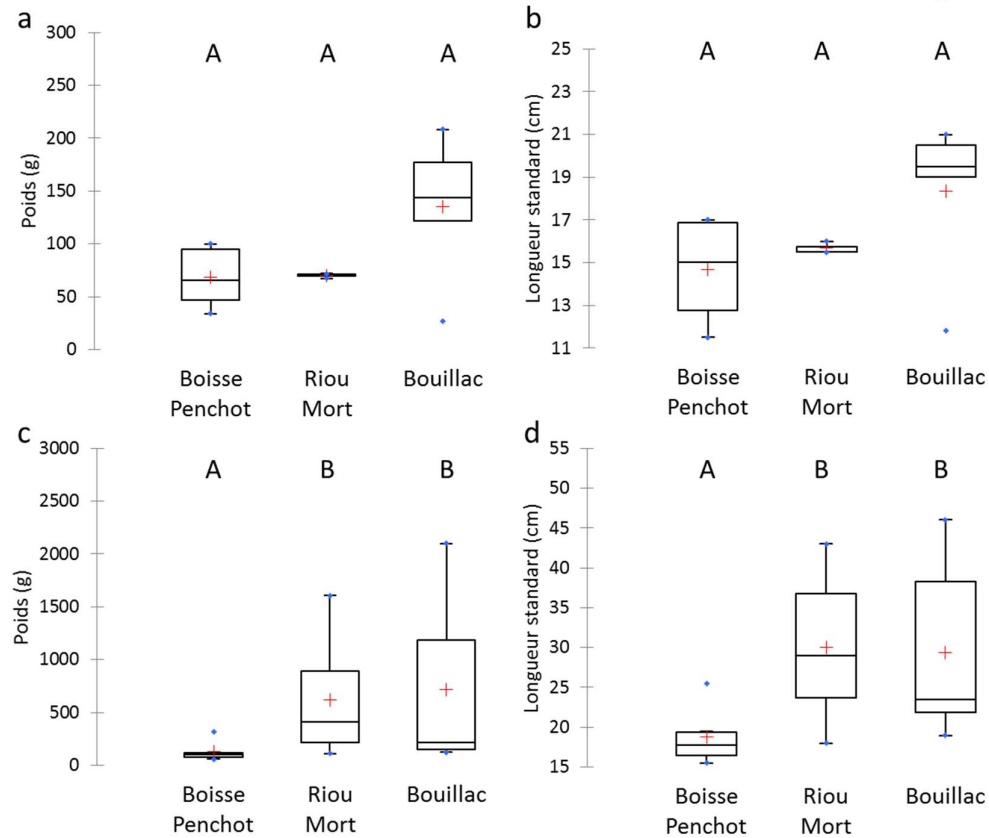 a
300
250
200
150
100
50
0
Poids (g)
A A A
Boisse Penchot
Riou Mort
Bouillac
b
25
23
21
19
17
15
13
11
Longueur standard (cm)
A A A
Boisse Penchot
Riou Mort
Bouillac
c
3000
2500
2000
1500
1000
500
0
Poids (g)
A B B
Boisse Penchot
Riou Mort
Bouillac
d
55
50
45
40
35
30
25
20
15
Longueur standard (cm)
A B B
Boisse Penchot
Riou Mort
Bouillac